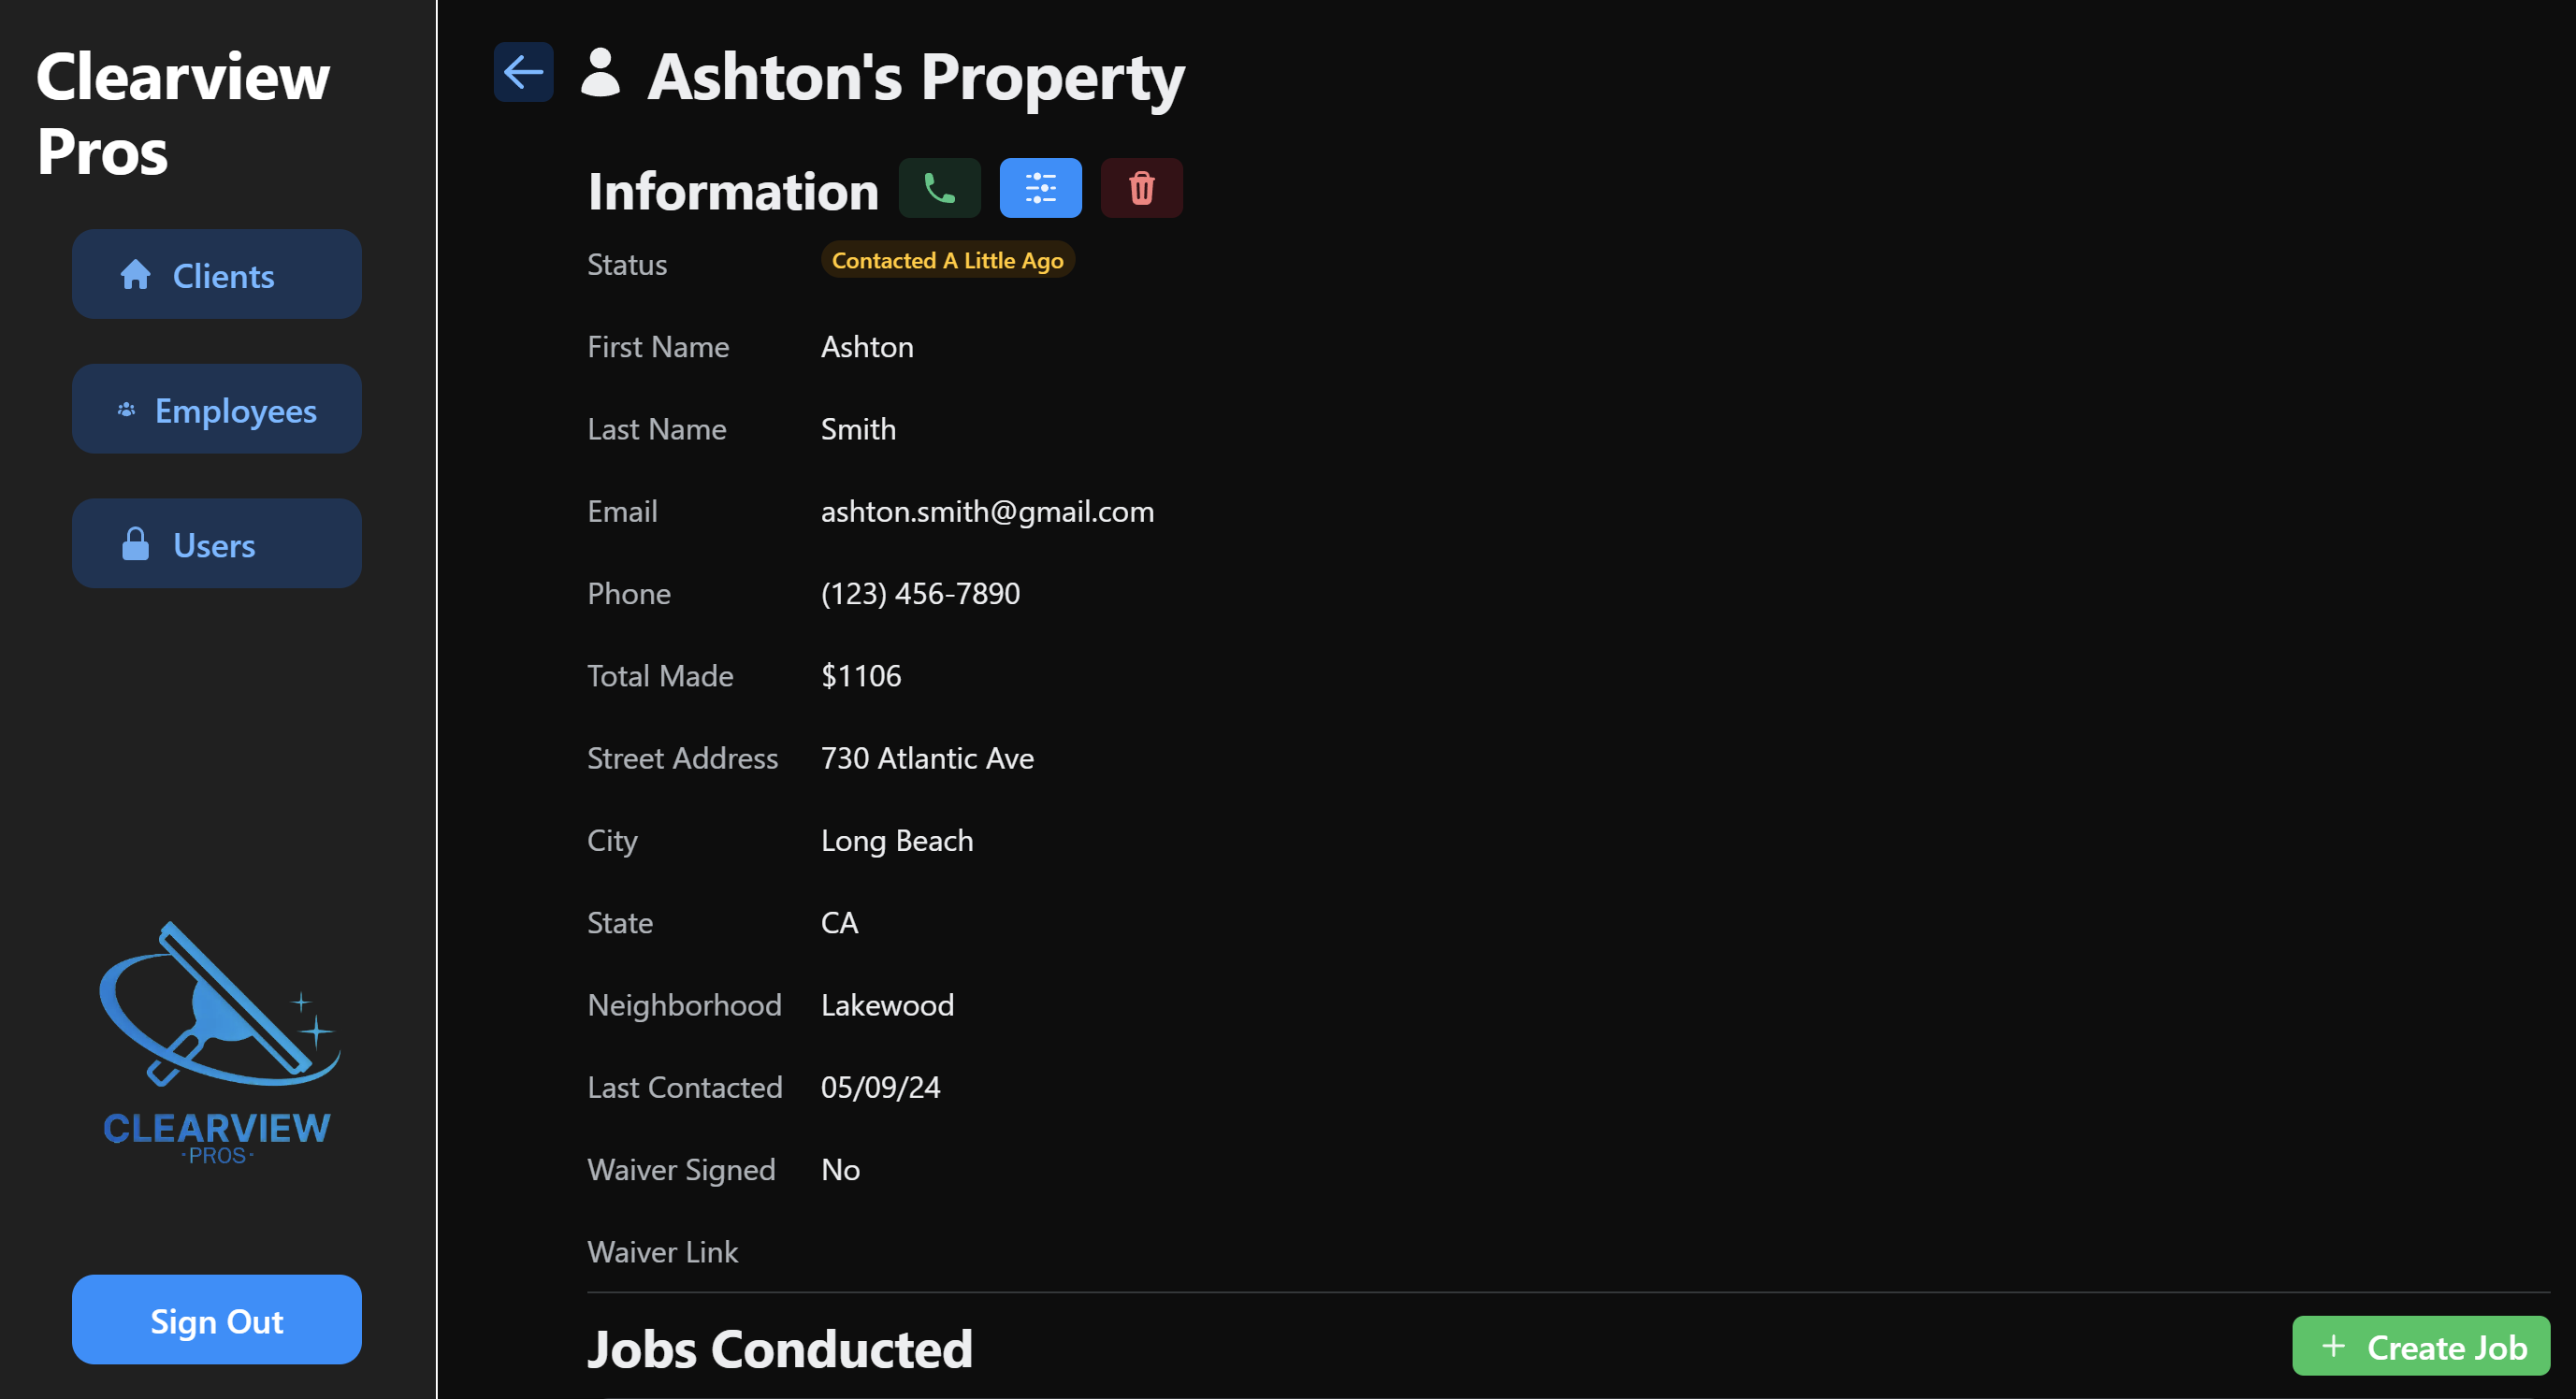 Clearview
Pros
Clients
Employees
Users
CLEARVIEW
·PROS·
Sign Out
Ashton's Property
Information
Status Contacted A Little Ago
First Name Ashton
Last Name Smith
Email ashton.smith@gmail.com
Phone (123) 456-7890
Total Made $1106
Street Address 730 Atlantic Ave
City Long Beach
State CA
Neighborhood Lakewood
Last Contacted 05/09/24
Waiver Signed No
Waiver Link
Jobs Conducted
+ Create Job